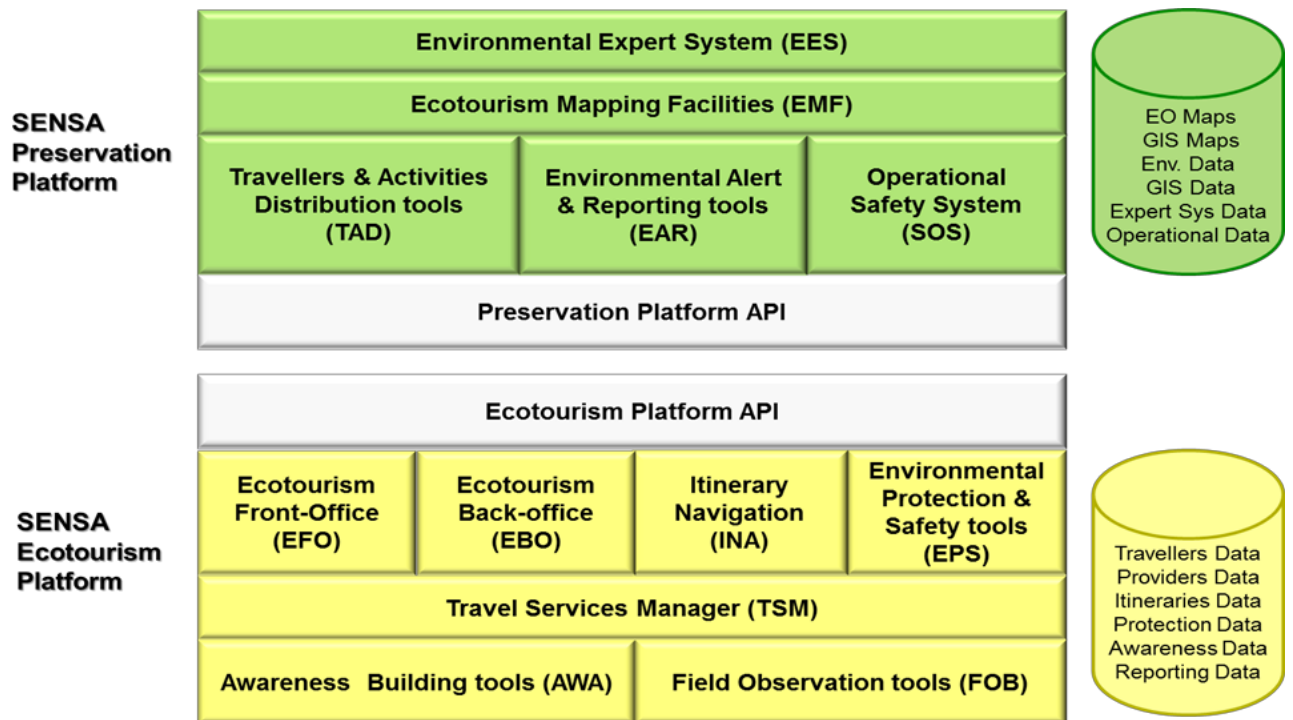 Environmental Expert System (EES)
Ecotourism Mapping Facilities (EMF)
SENSA
Preservation
Platform
Travellers & Activities
Distribution tools
(TAD)
Environmental Alert
& Reporting tools
(EAR)
Operational
Safety System
(SOS)
Preservation Platform API
EO Maps
GIS Maps
Env. Data
GIS Data
Expert Sys Data
Operational Data
Ecotourism Platform API
SENSA
Ecotourism
Platform
Ecotourism
Front-Office
(EFO)
Ecotourism
Back-office
(EBO)
Itinerary
Navigation
(INA)
Environmental
Protection &
Safety tools
(EPS)
Travel Services Manager (TSM)
Awareness Building tools (AWA)
Field Observation tools (FOB)
Travellers Data
Providers Data
Itineraries Data
Protection Data
Awareness Data
Reporting Data